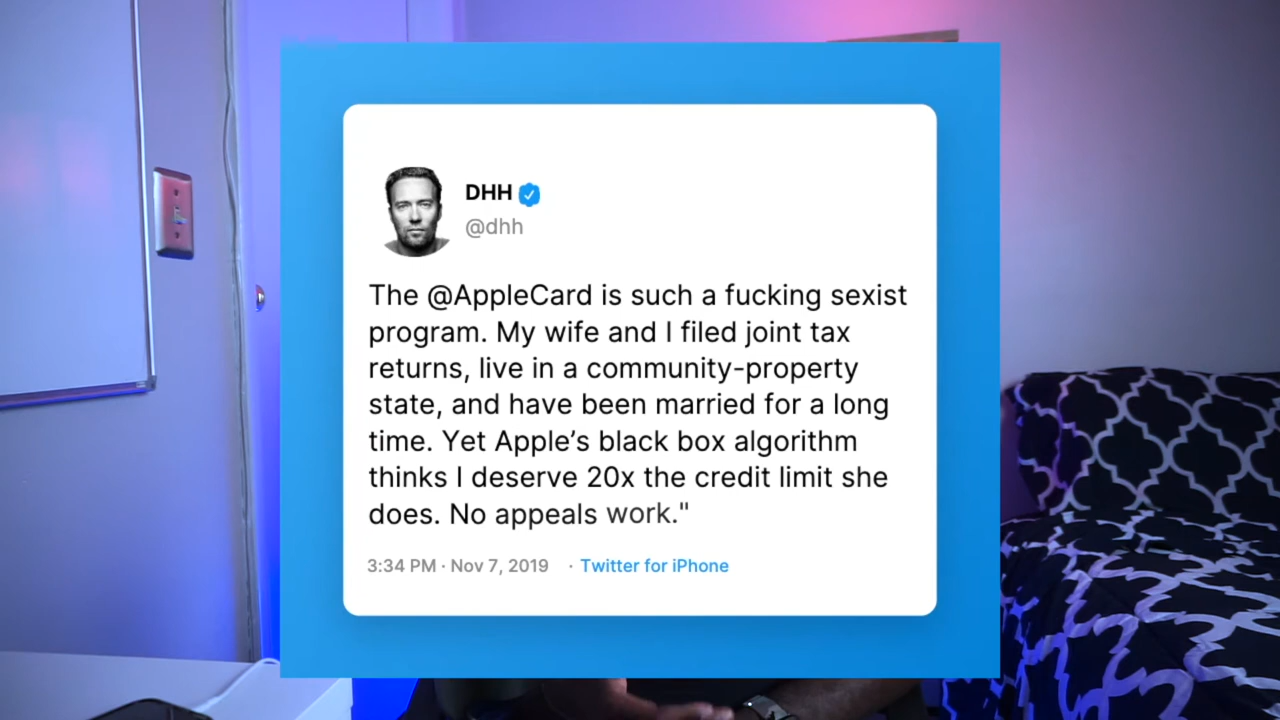 DHH
@dhh
The @AppleCard is such a fucking sexist
program. My wife and I filed joint tax
returns, live in a community-property
state, and have been married for a long
time. Yet Apple’s black box algorithm
thinks I deserve 20x the credit limit she
does. No appeals work."
3:34 PM · Nov 7, 2019 · Twitter for iPhone